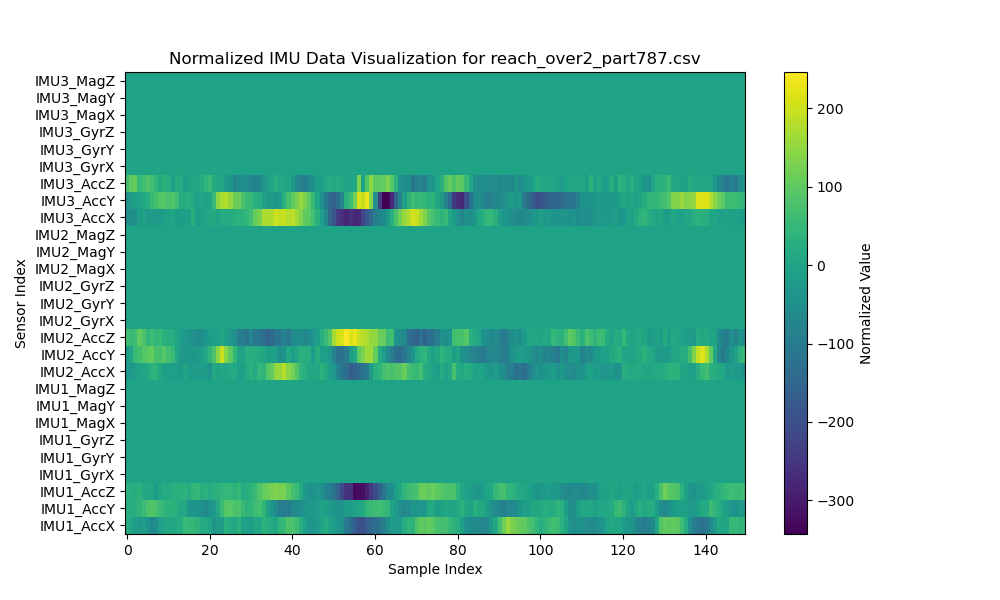 Normalized IMU Data Visualization for reach_over2_part787.csv
IMU3_MagZ
IMU3_MagY
IMU3_MagX
IMU3_GyrZ
IMU3_GyrY
IMU3_GyrX
IMU3_AccZ
IMU3_AccY
IMU3_AccX
IMU2_MagZ
IMU2_MagY
IMU2_MagX
IMU2_GyrZ
IMU2_GyrY
IMU2_GyrX
IMU2_AccZ
IMU2_AccY
IMU2_AccX
IMU1_MagZ
IMU1_MagY
IMU1_MagX
IMU1_GyrZ
IMU1_GyrY
IMU1_GyrX
IMU1_AccZ
IMU1_AccY
IMU1_AccX
Sensor Index
0 20 40 60 80 100 120 140
Sample Index
200
100
0
−100
−200
−300
Normalized Value